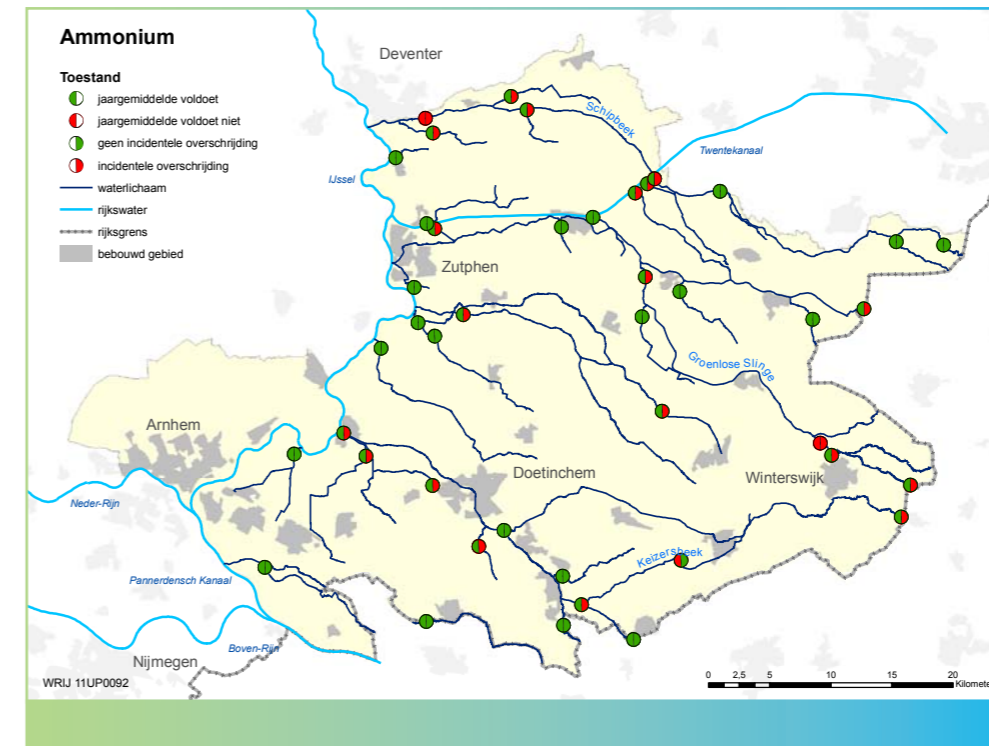 Ammonium
Toestand
jaargemiddelde voldoet
jaargemiddelde voldoet niet
geen incidentele overschrijding
incidentele overschrijding
waterlichaam
rijkswater
rijksgrens
bebouwd gebied
Deventer
Schipbeek
Twentekanaal
IJssel
Zutphen
Groenlose Slinge
Arnhem
Doetinchem
Winterswijk
Neder-Rijn
Keizersbeek
Pannerdensch Kanaal
Boven-Rijn
Nijmegen
WRIJ 11UP0092
0 2,5 5 10 15 20
Kilomete